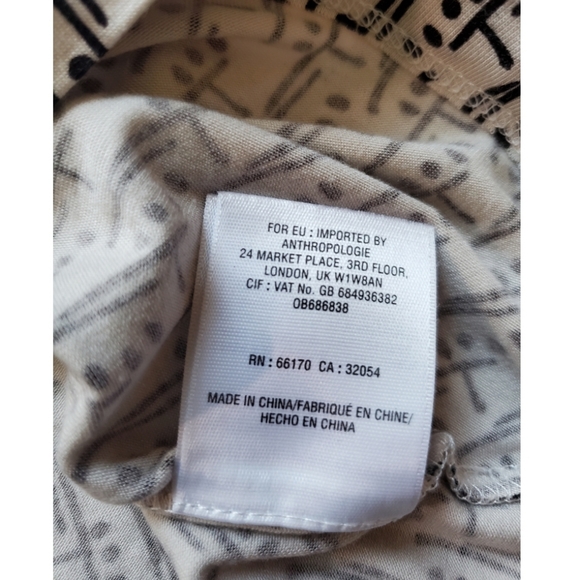 FOR EU : IMPORTED BY
ANTHROPOLOGIE
24 MARKET PLACE, 3RD FLOOR,
LONDON, UK W1W8AN
CIF : VAT No. GB 684936382
OB686838
RN : 66170 CA : 32054
MADE IN CHINA/FABRIQUÉ EN CHINE/
HECHO EN CHINA